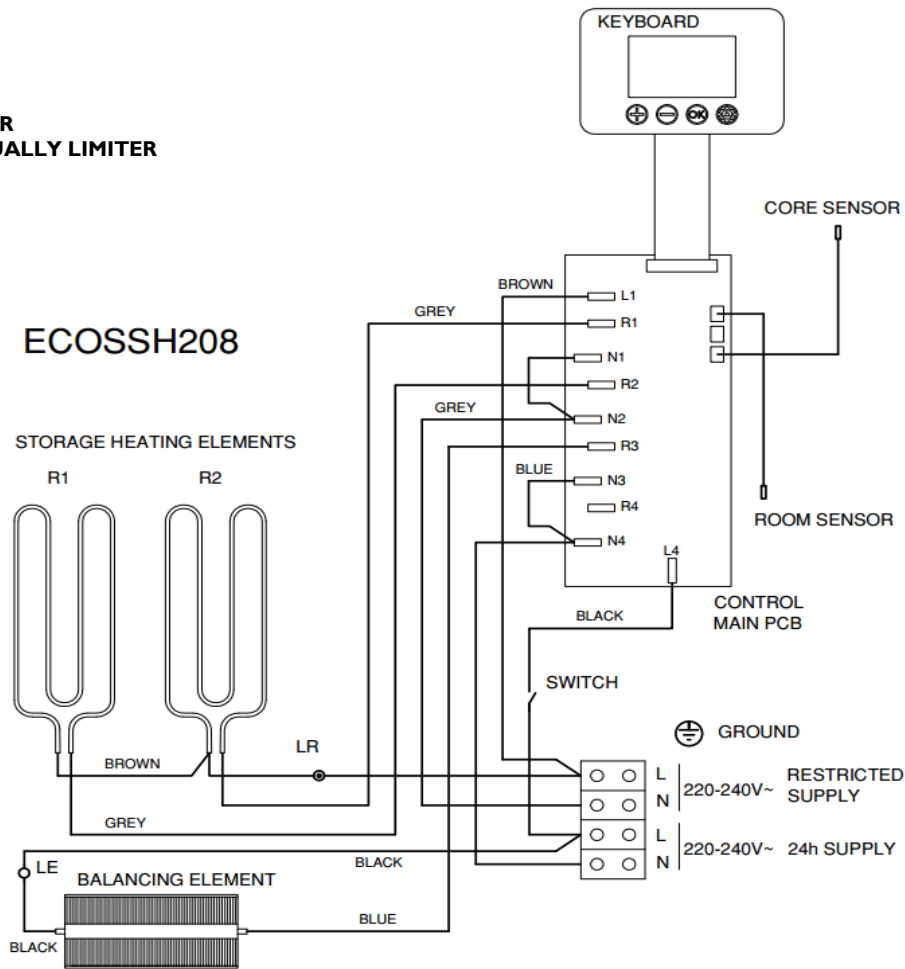 KEYBOARD
OK
R
UALLY LIMITER
CORE SENSOR
BROWN
L1
GREY
R1
ECOSSH208
N1
R2
GREY
N2
STORAGE HEATING ELEMENTS
R3
R1
R2
BLUE
N3
R4
ROOM SENSOR
N4
L4
CONTROL
MAIN PCB
BLACK
SWITCH
GROUND
LR
BROWN
L
220-240V~
RESTRICTED
SUPPLY
N
GREY
L
220-240V~
24h SUPPLY
N
BLACK
LE
BALANCING ELEMENT
BLUE
BLACK